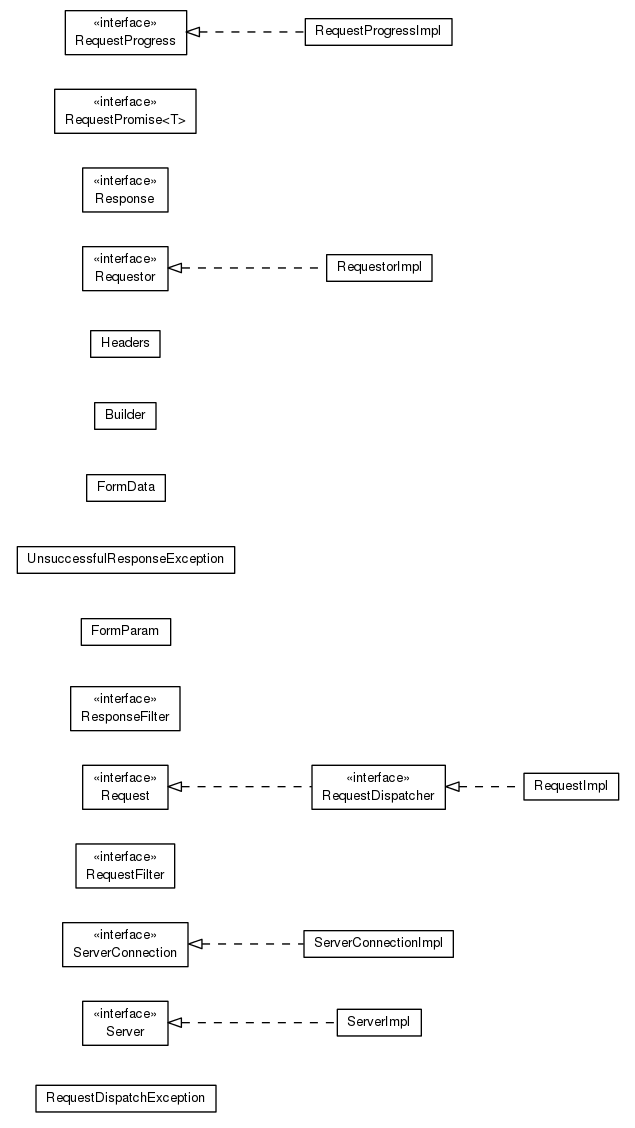 «interface»
RequestProgress
RequestProgressImpl
«interface»
RequestPromise<T>
«interface»
Response
«interface»
Requestor
RequestorImpl
Headers
Builder
FormData
UnsuccessfulResponseException
FormParam
«interface»
ResponseFilter
«interface»
Request
«interface»
RequestDispatcher
RequestImpl
«interface»
RequestFilter
«interface»
ServerConnection
ServerConnectionImpl
«interface»
Server
ServerImpl
RequestDispatchException